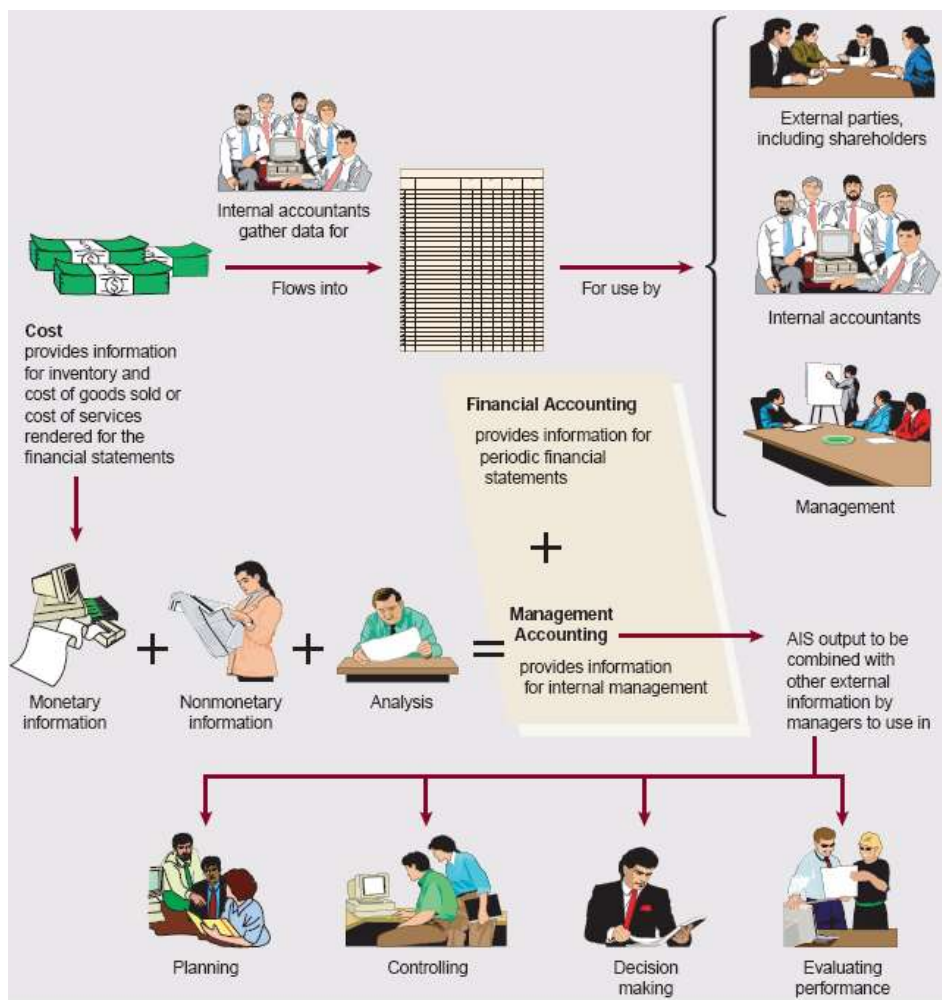 External parties,
including shareholders
Internal accountants
gather data for
Flows into
For use by
Internal accountants
Cost
provides information
for inventory and
cost of goods sold or
cost of services
rendered for the
financial statements
Financial Accounting
provides information for
periodic financial
statements
Management
+
Monetary
information
+
Nonmonetary
information
+
Analysis
=
Management
Accounting
provides information
for internal management
AIS output to be
combined with
other external
information by
managers to use in
Planning
Controlling
Decision
making
Evaluating
performance